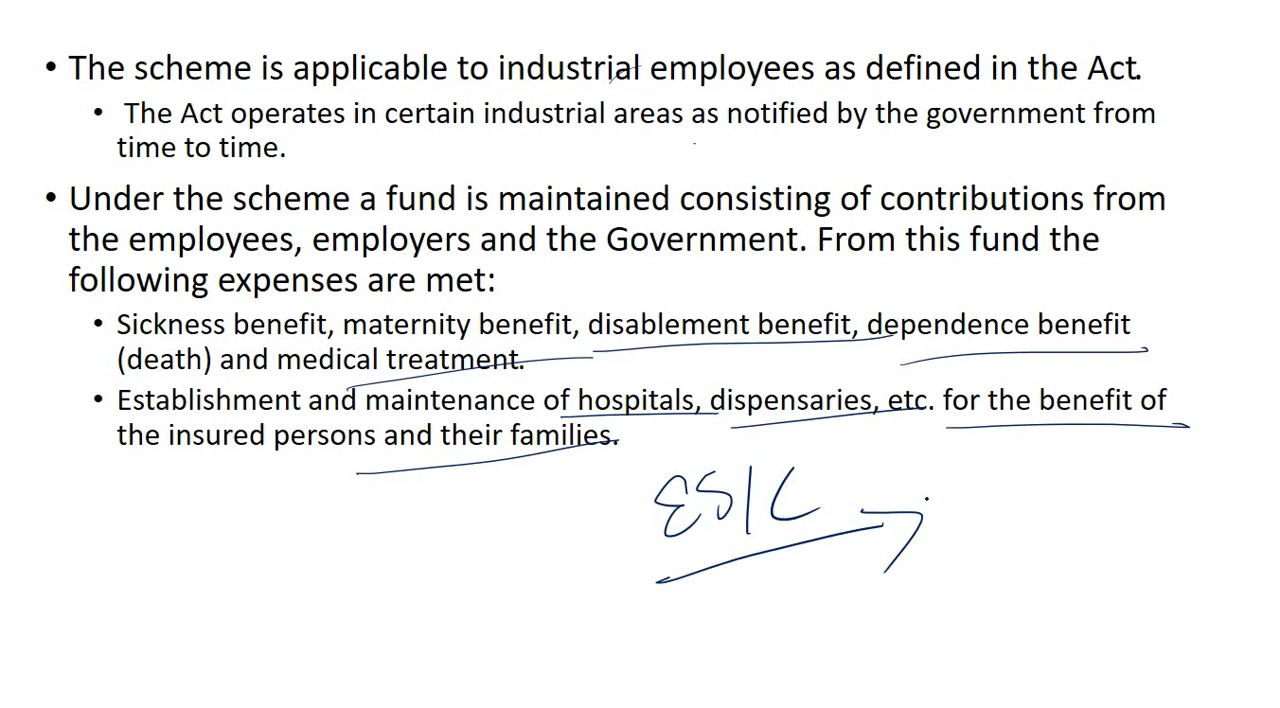 • The scheme is applicable to industrial employees as defined in the Act.
• The Act operates in certain industrial areas as notified by the government from
time to time.
• Under the scheme a fund is maintained consisting of contributions from
the employees, employers and the Government. From this fund the
following expenses are met:
• Sickness benefit, maternity benefit, disablement benefit, dependence benefit
(death) and medical treatment.
• Establishment and maintenance of hospitals, dispensaries, etc. for the benefit of
the insured persons and their families.
ESIC